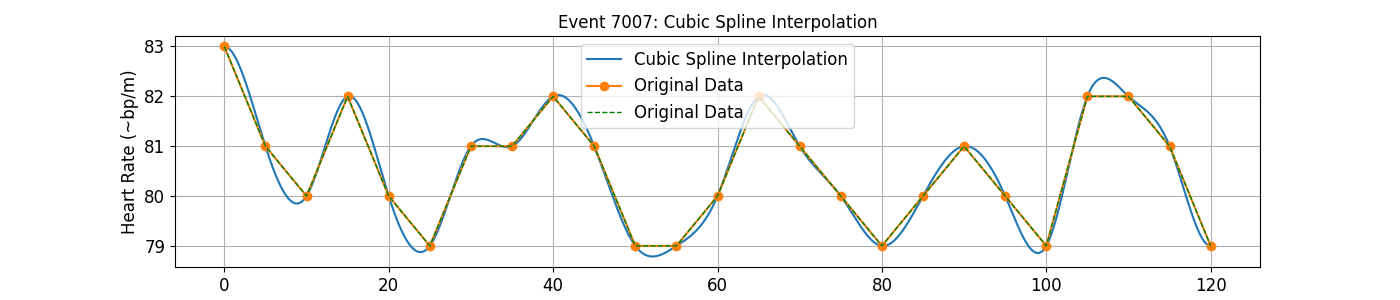 Event 7007: Cubic Spline Interpolation
Heart Rate (~bp/m)
83
82
81
80
79
Cubic Spline Interpolation
Original Data
Original Data
0 20 40 60 80 100 120